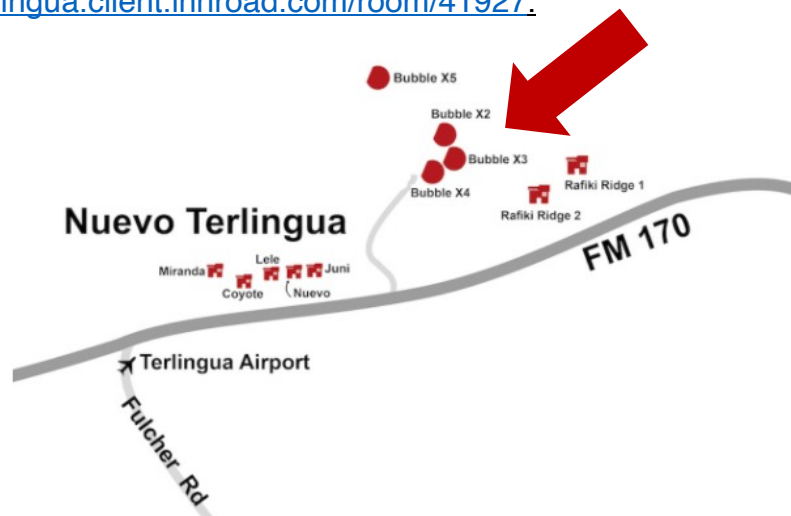 lingua.client.innroad.com/room/41927.
Bubble X5
Bubble X2
Bubble X3
Bubble X4
Rafiki Ridge 1
Rafiki Ridge 2
Nuevo Terlingua
FM 170
Lele
Miranda
Juni
Coyote
Nuevo
Terlingua Airport
Fulcher Rd